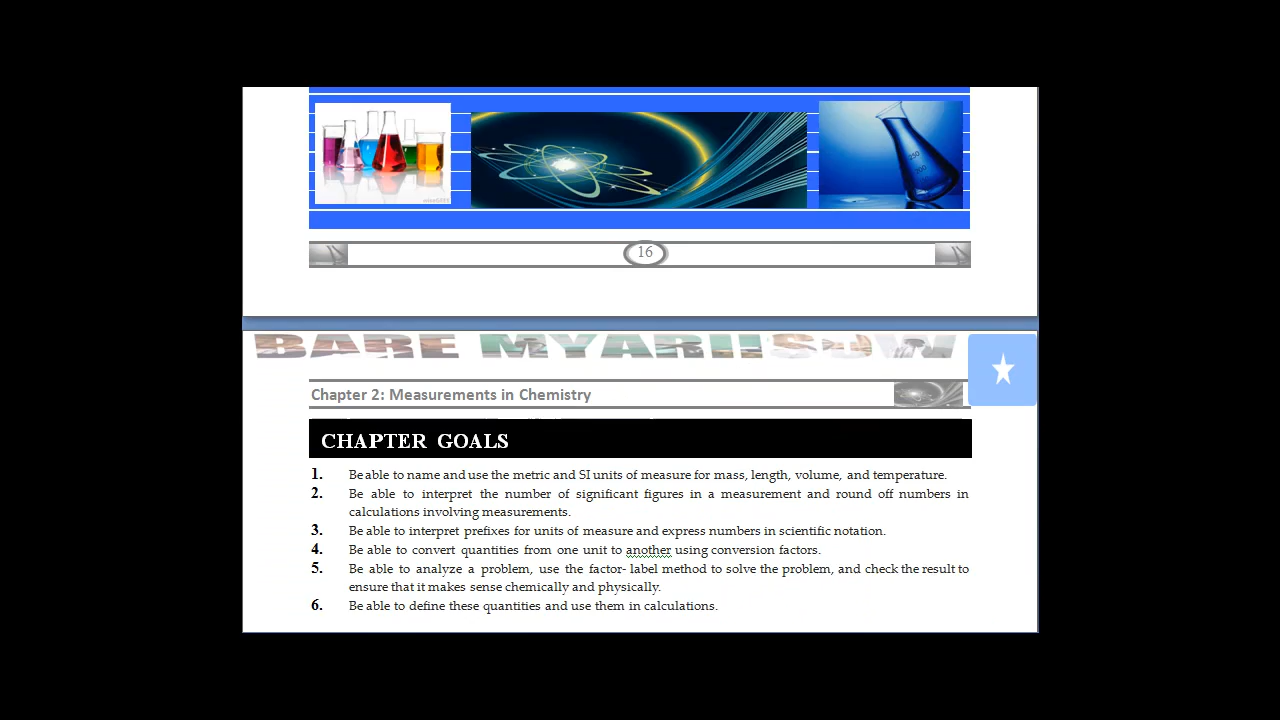 16
BARE MYARIISOW
Chapter 2: Measurements in Chemistry
CHAPTER GOALS
1. Be able to name and use the metric and SI units of measure for mass, length, volume, and temperature.
2. Be able to interpret the number of significant figures in a measurement and round off numbers in
calculations involving measurements.
3. Be able to interpret prefixes for units of measure and express numbers in scientific notation.
4. Be able to convert quantities from one unit to another using conversion factors.
5. Be able to analyze a problem, use the factor- label method to solve the problem, and check the result to
ensure that it makes sense chemically and physically.
6. Be able to define these quantities and use them in calculations.